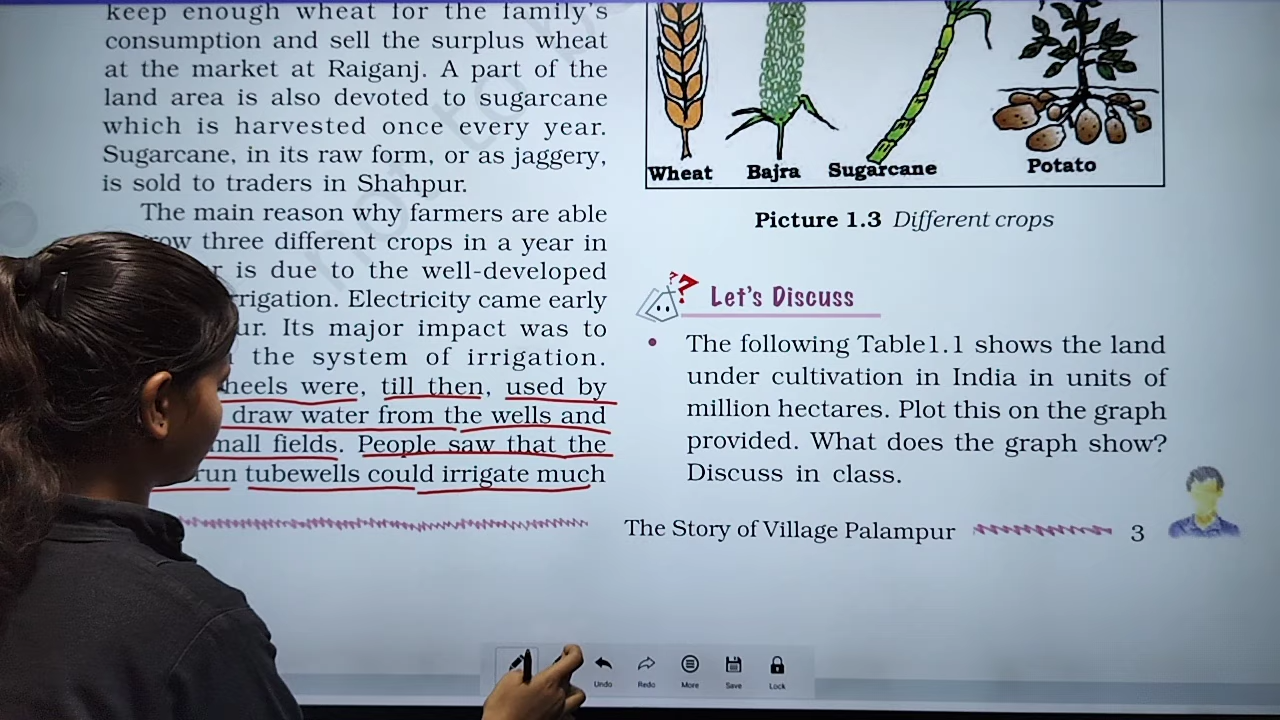 keep enough wheat for the family's
consumption and sell the surplus wheat
at the market at Raiganj. A part of the
land area is also devoted to sugarcane
which is harvested once every year.
Sugarcane, in its raw form, or as jaggery,
is sold to traders in Shahpur.
The main reason why farmers are able
three different crops in a year in
is due to the well-developed
Electricity came early
Its major impact was to
the system of irrigation.
were, till then, used by
draw water from the wells and
fields. People saw that the
run tubewells could irrigate much
Wheat Bajra Sugarcane Potato
Picture 1.3 Different crops
Let's Discuss
• The following Table1.1 shows the land
under cultivation in India in units of
million hectares. Plot this on the graph
provided. What does the graph show?
Discuss in class.
The Story of Village Palampur 3
Undo Redo More Save Lock